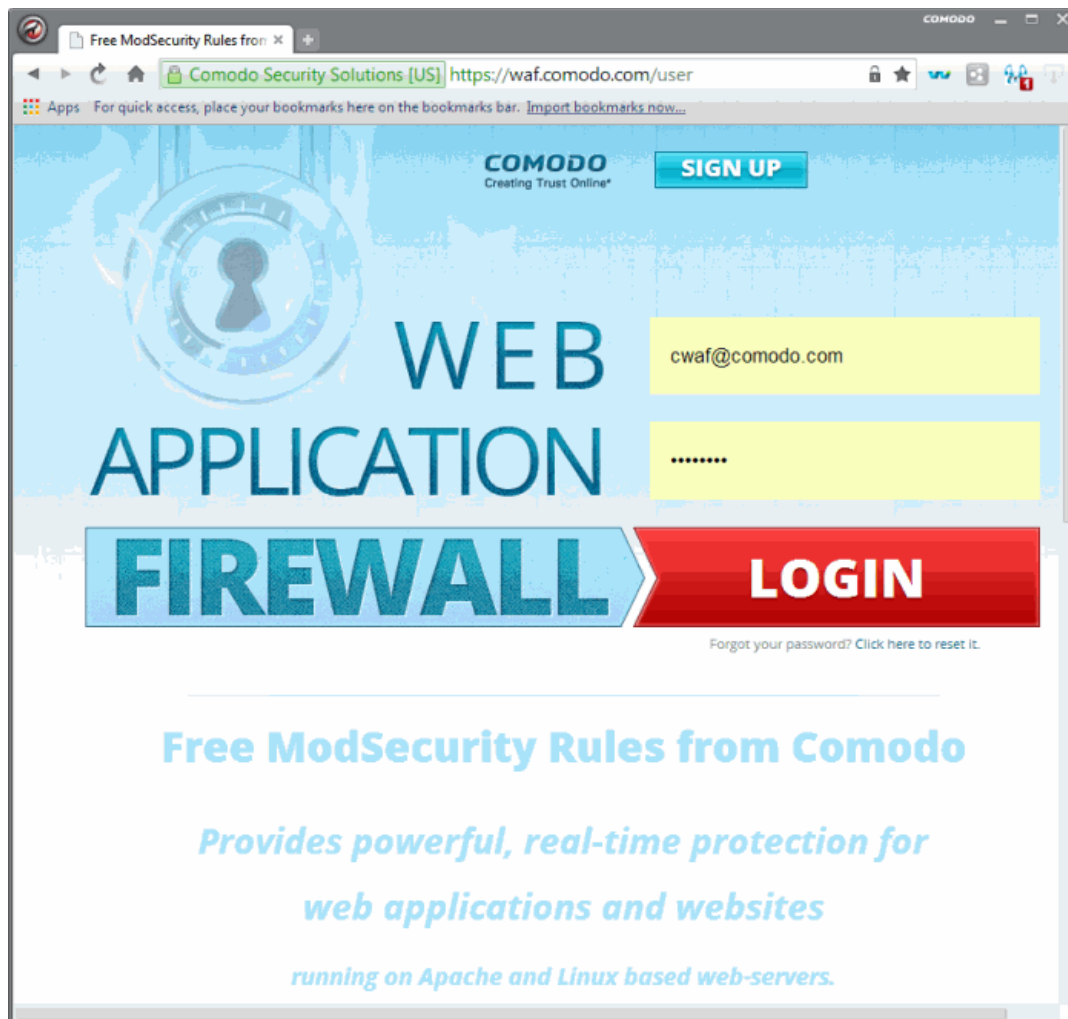 COMODO
Free ModSecurity Rules fron
Comodo Security Solutions [US] https://waf.comodo.com/user
Apps For quick access, place your bookmarks here on the bookmarks bar. Import bookmarks now...
COMODO
Creating Trust Online*
SIGN UP
WEB
cwaf@comodo.com
APPLICATION
••••••••
FIREWALL
LOGIN
Forgot your password? Click here to reset it.
Free ModSecurity Rules from Comodo
Provides powerful, real-time protection for
web applications and websites
running on Apache and Linux based web-servers.